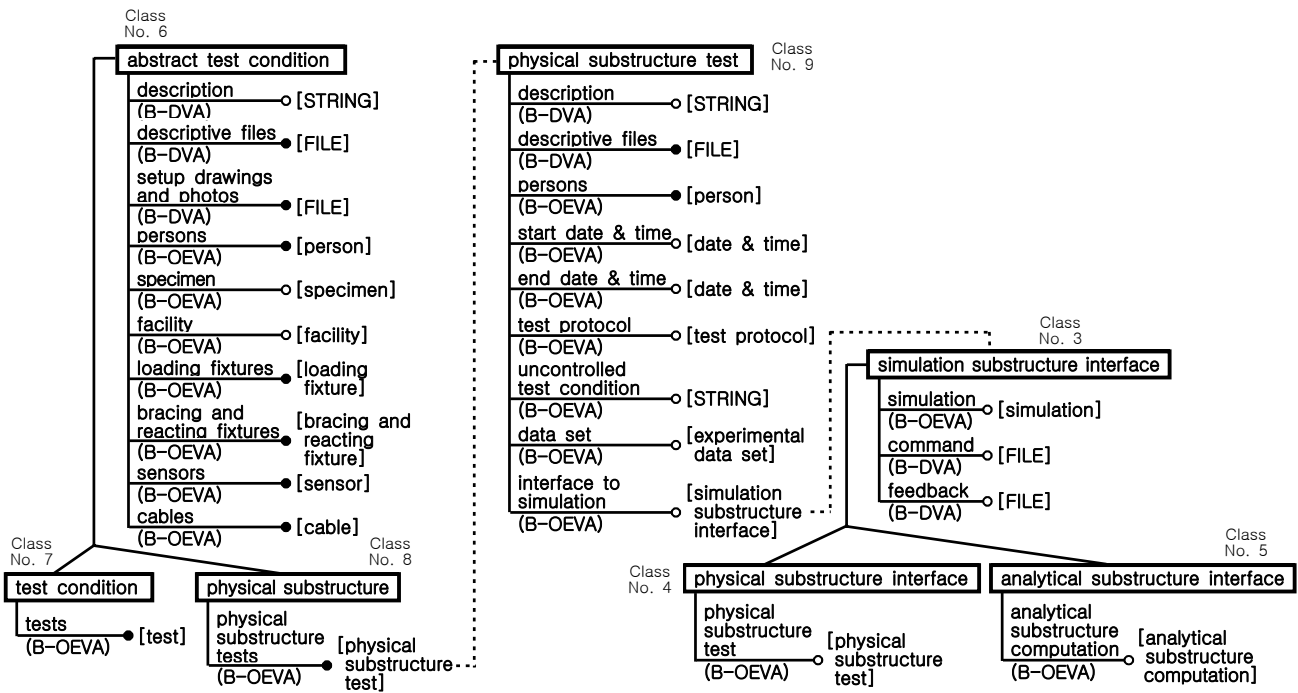 Class
No. 6
abstract test condition
description
(B-DVA)
[STRING]
descriptive files
(B-DVA)
[FILE]
setup drawings
and photos
(B-DVA)
[FILE]
persons
(B-OEVA)
[person]
specimen
(B-OEVA)
[specimen]
facility
(B-OEVA)
[facility]
loading fixtures
(B-OEVA)
[loading
fixture]
bracing and
reacting fixtures
(B-OEVA)
[bracing and
reacting
fixture]
sensors
(B-OEVA)
[sensor]
cables
(B-OEVA)
[cable]
Class
No. 7
test condition
tests
(B-OEVA)
[test]
Class
No. 8
physical substructure
physical
substructure
tests
(B-OEVA)
[physical
substructure
test]
Class
No. 9
physical substructure test
description
(B-DVA)
[STRING]
descriptive files
(B-DVA)
[FILE]
persons
(B-OEVA)
[person]
start date & time
(B-OEVA)
[date & time]
end date & time
(B-OEVA)
[date & time]
test protocol
(B-OEVA)
[test protocol]
uncontrolled
test condition
(B-OEVA)
[STRING]
data set
(B-OEVA)
[experimental
data set]
interface to
simulation
(B-OEVA)
[simulation
substructure
interface]
Class
No. 3
simulation substructure interface
simulation
(B-OEVA)
[simulation]
command
(B-DVA)
[FILE]
feedback
(B-DVA)
[FILE]
Class
No. 4
physical substructure interface
physical
substructure
test
(B-OEVA)
[physical
substructure
test]
Class
No. 5
analytical substructure interface
analytical
substructure
computation
(B-OEVA)
[analytical
substructure
computation]